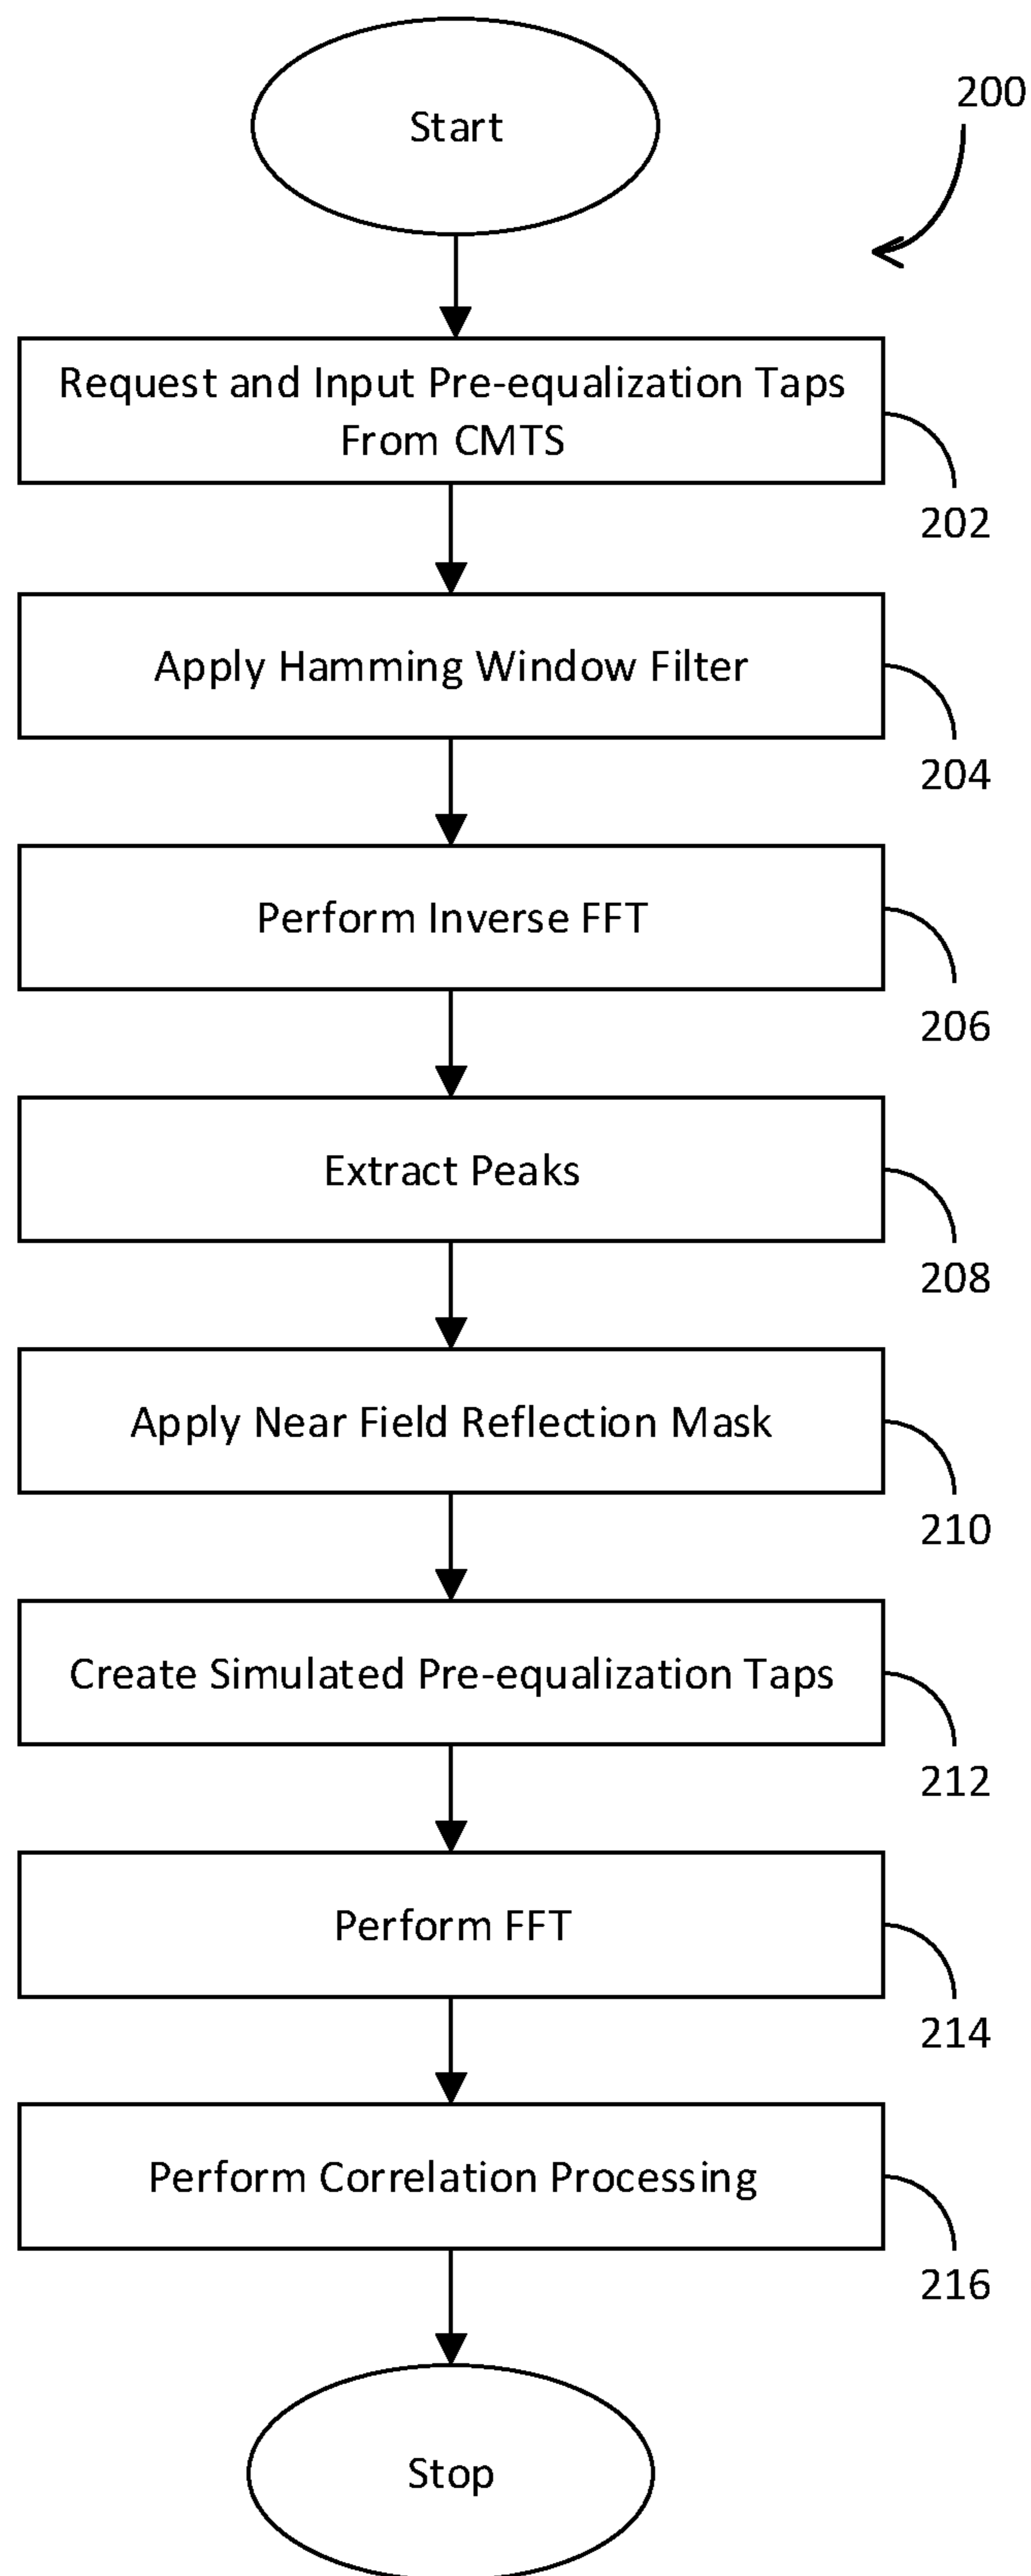 Start
200
Request and Input Pre-equalization Taps
From CMTS
202
Apply Hamming Window Filter
204
Perform Inverse FFT
206
Extract Peaks
208
Apply Near Field Reflection Mask
210
Create Simulated Pre-equalization Taps
212
Perform FFT
214
Perform Correlation Processing
216
Stop